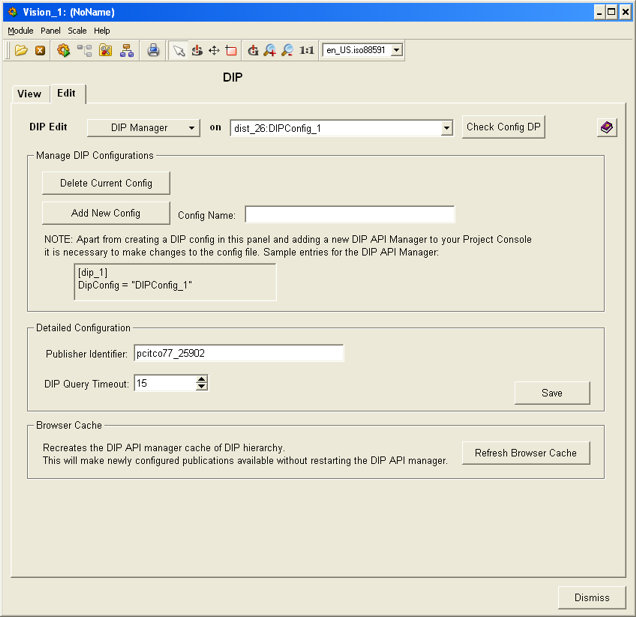 Vision_1: (NoName)
Module Panel Scale Help
1:1 en_US.iso88591
DIP
View Edit
DIP Edit DIP Manager on dist_26:DIPConfig_1 Check Config DP
Manage DIP Configurations
Delete Current Config
Add New Config Config Name:
NOTE: Apart from creating a DIP config in this panel and adding a new DIP API Manager to your Project Console
it is necessary to make changes to the config file. Sample entries for the DIP API Manager:
[dip_1]
DipConfig = "DIPConfig_1"
Detailed Configuration
Publisher Identifier: pcitco77_25902
DIP Query Timeout: 15
Save
Browser Cache
Recreates the DIP API manager cache of DIP hierarchy.
This will make newly configured publications available without restarting the DIP API manager.
Refresh Browser Cache
Dismiss